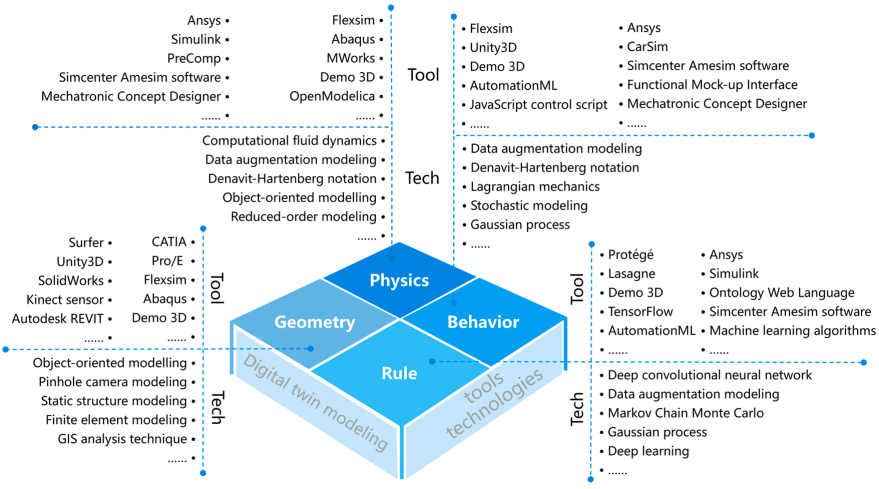 Ansys •
Simulink •
PreComp •
Simcenter Amesim software •
Mechatronic Concept Designer •
...... •
Flexsim •
Abaqus •
MWorks •
Demo 3D •
OpenModelica •
...... •
Tool
• Flexsim
• Unity3D
• Demo 3D
• AutomationML
• JavaScript control script
• ......
• Ansys
• CarSim
• Simcenter Amesim software
• Functional Mock-up Interface
• Mechatronic Concept Designer
• ......
Computational fluid dynamics •
Data augmentation modeling •
Denavit-Hartenberg notation •
Object-oriented modelling •
Reduced-order modeling •
...... •
Tech
• Data augmentation modeling
• Denavit-Hartenberg notation
• Lagrangian mechanics
• Stochastic modeling
• Gaussian process
• ......
Surfer •
Unity3D •
SolidWorks •
Kinect sensor •
Autodesk REVIT •
...... •
CATIA •
Pro/E •
Flexsim •
Abaqus •
Demo 3D •
...... •
Tool
Object-oriented modelling •
Pinhole camera modeling •
Static structure modeling •
Finite element modeling •
GIS analysis technique •
...... •
Tech
Physics
Geometry
Behavior
Rule
Digital twin modeling
tools
technologies
Tool
• Protégé
• Lasagne
• Demo 3D
• TensorFlow
• AutomationML
• ......
• Ansys
• Simulink
• Ontology Web Language
• Simcenter Amesim software
• Machine learning algorithms
• ......
Tech
• Deep convolutional neural network
• Data augmentation modeling
• Markov Chain Monte Carlo
• Gaussian process
• Deep learning
• ......